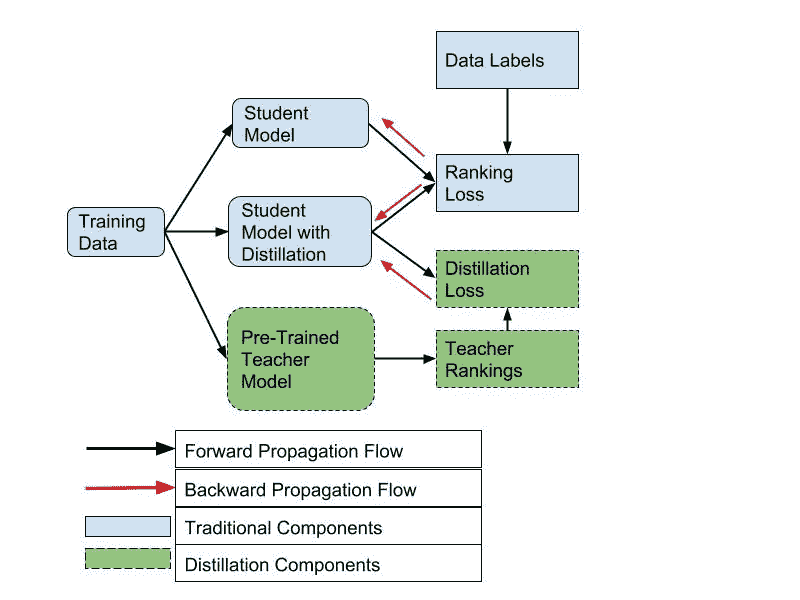 Data Labels
Student
Model
Ranking
Loss
Training
Data
Student
Model with
Distillation
Distillation
Loss
Pre-Trained
Teacher
Model
Teacher
Rankings
Forward Propagation Flow
Backward Propagation Flow
Traditional Components
Distillation Components